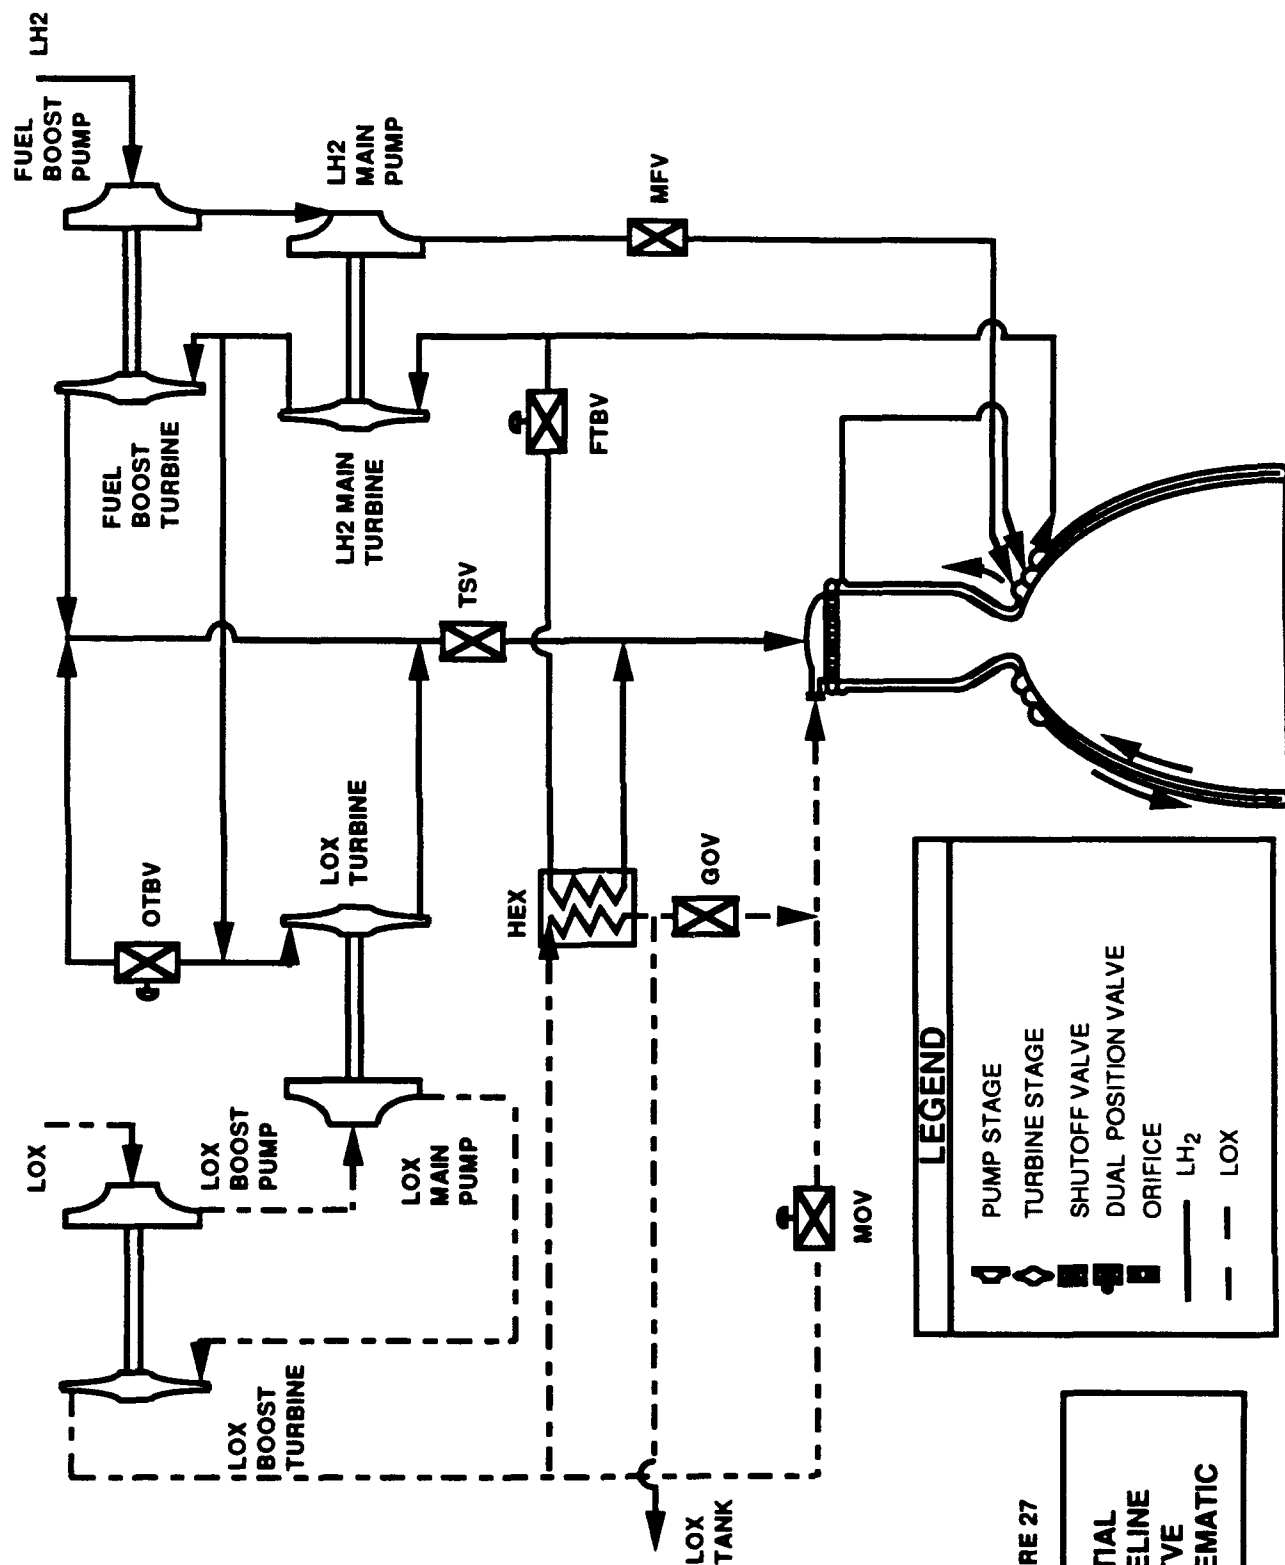 LH2
FUEL
BOOST
PUMP
LH2
MAIN
PUMP
MFV
FUEL
BOOST
TURBINE
LH2 MAIN
TURBINE
FTBV
TSV
OTBV
LOX
TURBINE
HEX
GOV
LOX
LOX
BOOST
PUMP
LOX
MAIN
PUMP
MOV
LOX
BOOST
TURBINE
LOX
TANK
LEGEND
PUMP STAGE
TURBINE STAGE
SHUTOFF VALVE
DUAL POSITION VALVE
ORIFICE
LH2
LOX
RE 27
TIAL
ELINE
TVE
EMATIC